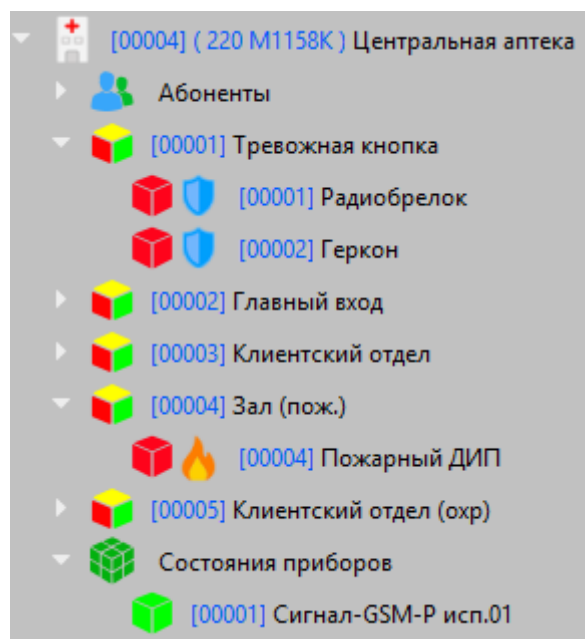 [00004] ( 220 M1158K ) Центральная аптека
Абоненты
[00001] Тревожная кнопка
[00001] Радиобрелок
[00002] Геркон
[00002] Главный вход
[00003] Клиентский отдел
[00004] Зал (пож.)
[00004] Пожарный ДИП
[00005] Клиентский отдел (охр)
Состояния приборов
[00001] Сигнал-GSM-P исп.01